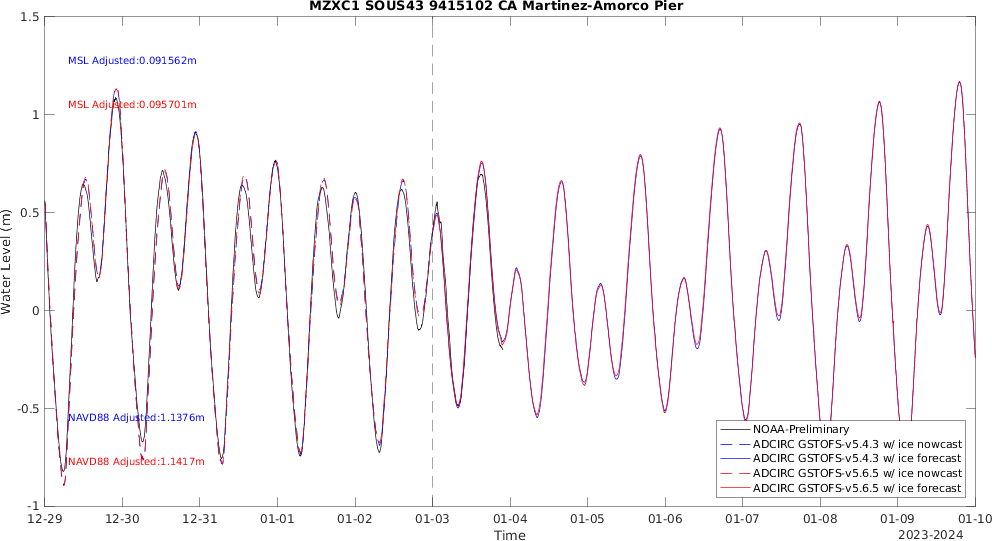 MZXC1 SOUS43 9415102 CA Martinez-Amorco Pier
1.5
1
0.5
0
-0.5
-1
Water Level (m)
MSL Adjusted:0.091562m
MSL Adjusted:0.095701m
NAVD88 Adjusted:1.1376m
NAVD88 Adjusted:1.1417m
NOAA-Preliminary
ADCIRC GSTOFS-v5.4.3 w/ ice nowcast
ADCIRC GSTOFS-v5.4.3 w/ ice forecast
ADCIRC GSTOFS-v5.6.5 w/ ice nowcast
ADCIRC GSTOFS-v5.6.5 w/ ice forecast
12-29 12-30 12-31 01-01 01-02 01-03 01-04 01-05 01-06 01-07 01-08 01-09 01-10
Time
2023-2024